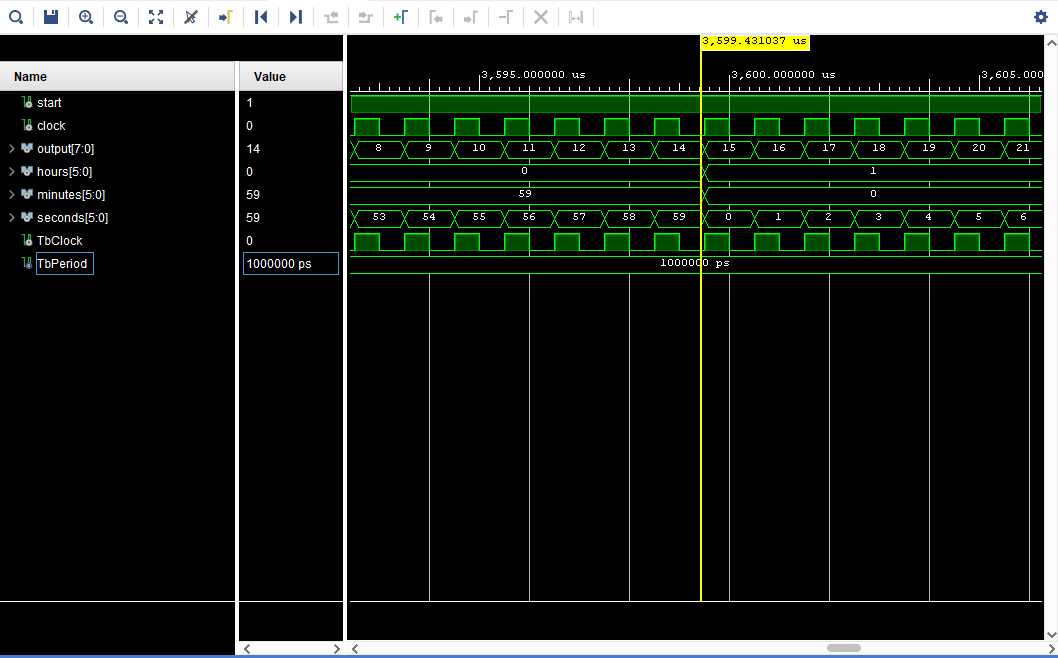 3,599.431037 us
Name Value
3,595.000000 us 3,600.000000 us 3,605.000
start 1
clock 0
output[7:0] 14 8 9 10 11 12 13 14 15 16 17 18 19 20 21
hours[5:0] 0 0 1
minutes[5:0] 59 59 0
seconds[5:0] 59 53 54 55 56 57 58 59 0 1 2 3 4 5 6
TbClock 0
TbPeriod 1000000 ps 1000000 ps